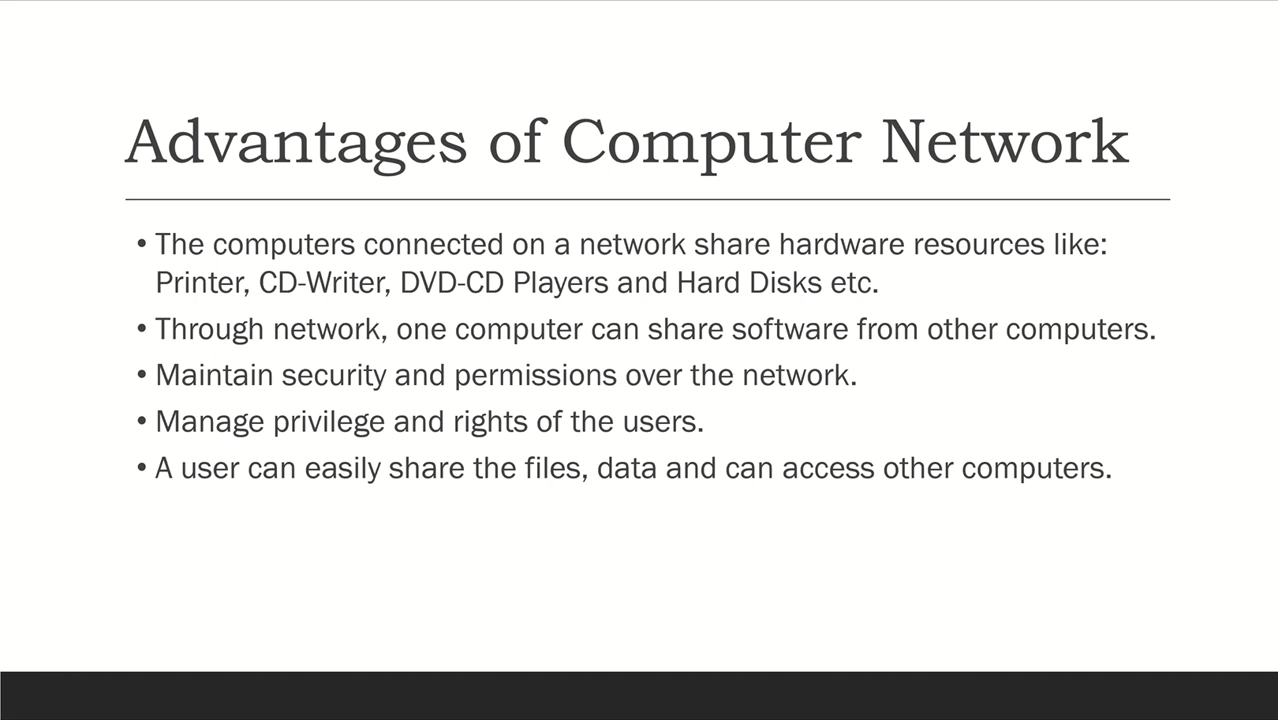 Advantages of Computer Network
• The computers connected on a network share hardware resources like:
Printer, CD-Writer, DVD-CD Players and Hard Disks etc.
• Through network, one computer can share software from other computers.
• Maintain security and permissions over the network.
• Manage privilege and rights of the users.
• A user can easily share the files, data and can access other computers.